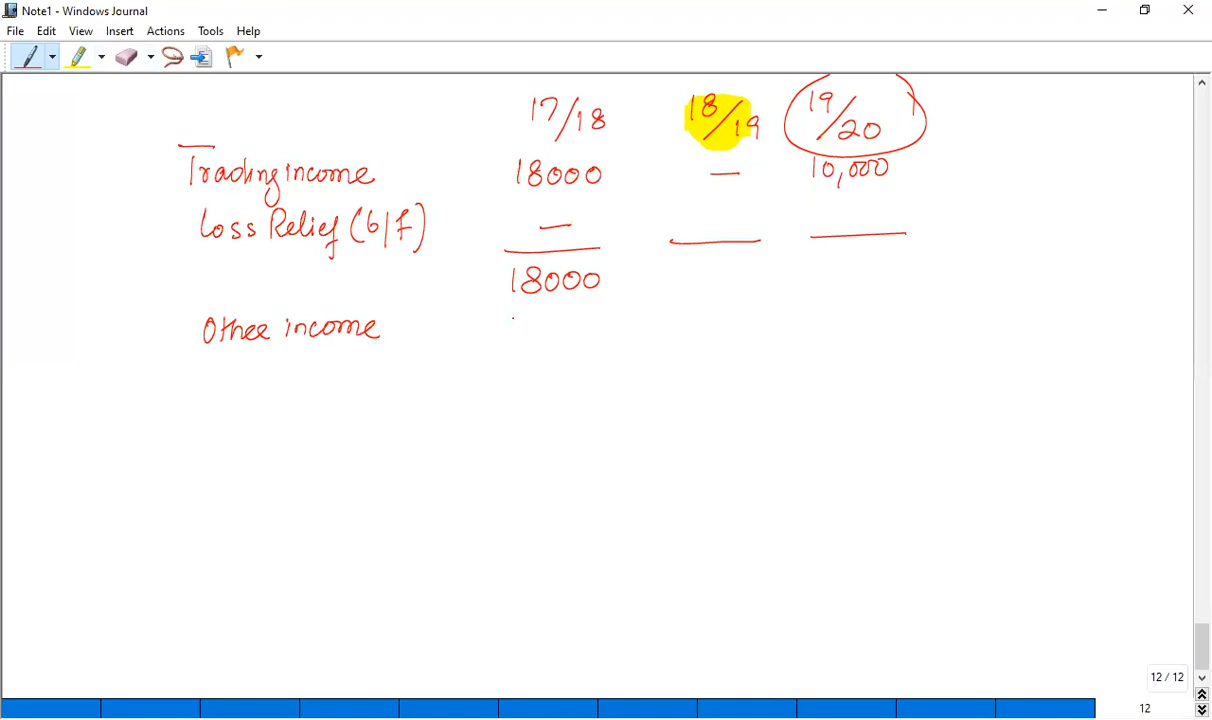 Note1 - Windows Journal
File Edit View Insert Actions Tools Help
17/18 18/19 19/20
Trading income 18000 — 10,000
Loss Relief (b/f) —
18000
Othee income
12 / 12
12